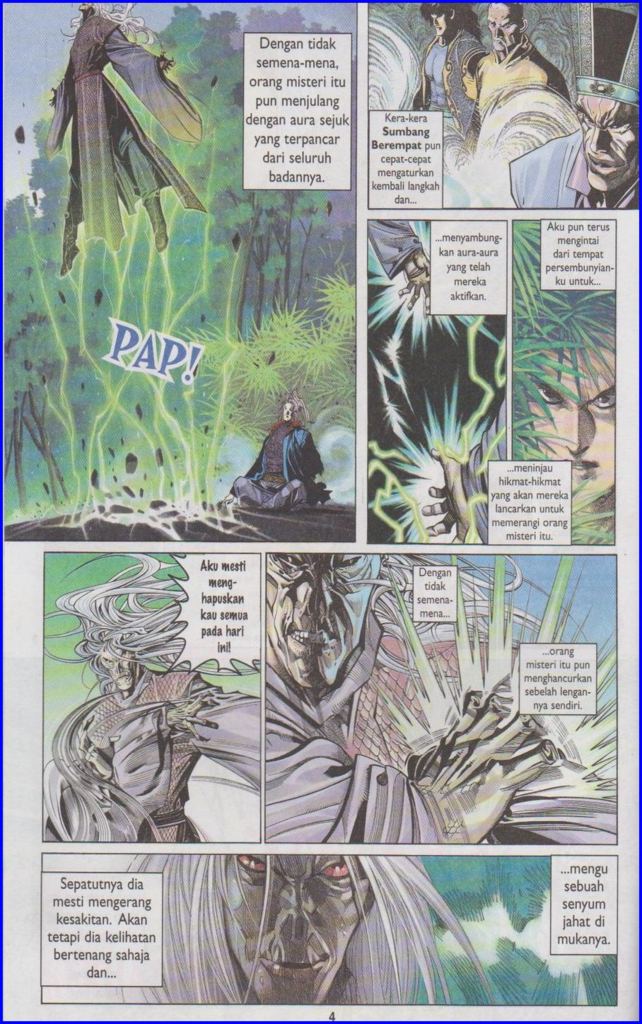 Dengan tidak
semena-mena,
orang misteri itu
pun menjulang
dengan aura sejuk
yang terpancar
dari seluruh
badannya.
PAP!
Kera-kera
Sumbang
Berempat pun
cepat-cepat
mengaturkan
kembali langkah
dan...
...menyambung-
kan aura-aura
yang telah
mereka
aktifkan.
Aku pun terus
mengintai
dari tempat
persembunyian-
ku untuk...
...meninjau
hikmat-hikmat
yang akan mereka
lancarkan untuk
memerangi orang
misteri itu.
Aku mesti
meng-
hapuskan
kau semua
pada hari
ini!
Dengan
tidak
semena-
mena...
...orang
misteri itu pun
menghancurkan
sebelah lengan-
nya sendiri.
Sepatutnya dia
mesti mengerang
kesakitan. Akan
tetapi dia kelihatan
bertenang sahaja
dan...
...mengu
sebuah
senyum
jahat di
mukanya.
4